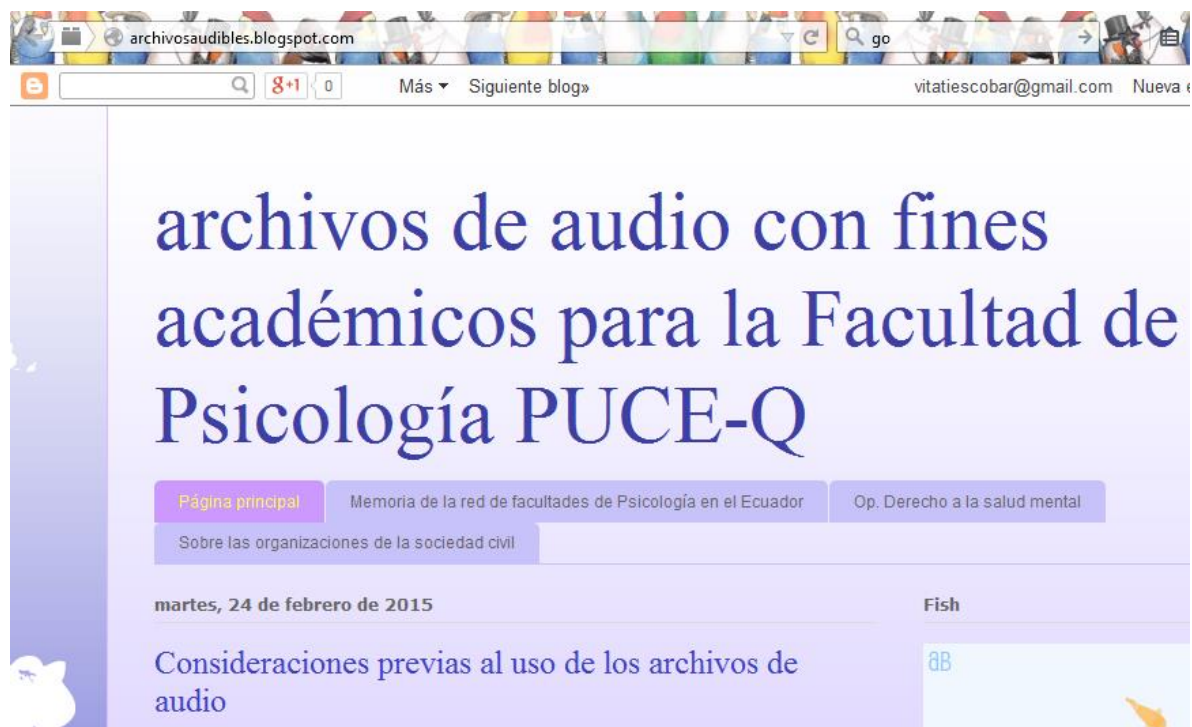 archivosaudibles.blogspot.com
go
g+1 0 Más Siguiente blog» vitatiescobar@gmail.com Nueva e
archivos de audio con fines
académicos para la Facultad de
Psicología PUCE-Q
Página principal Memoria de la red de facultades de Psicología en el Ecuador Op. Derecho a la salud mental
Sobre las organizaciones de la sociedad civil
martes, 24 de febrero de 2015 Fish
Consideraciones previas al uso de los archivos de
audio
aB